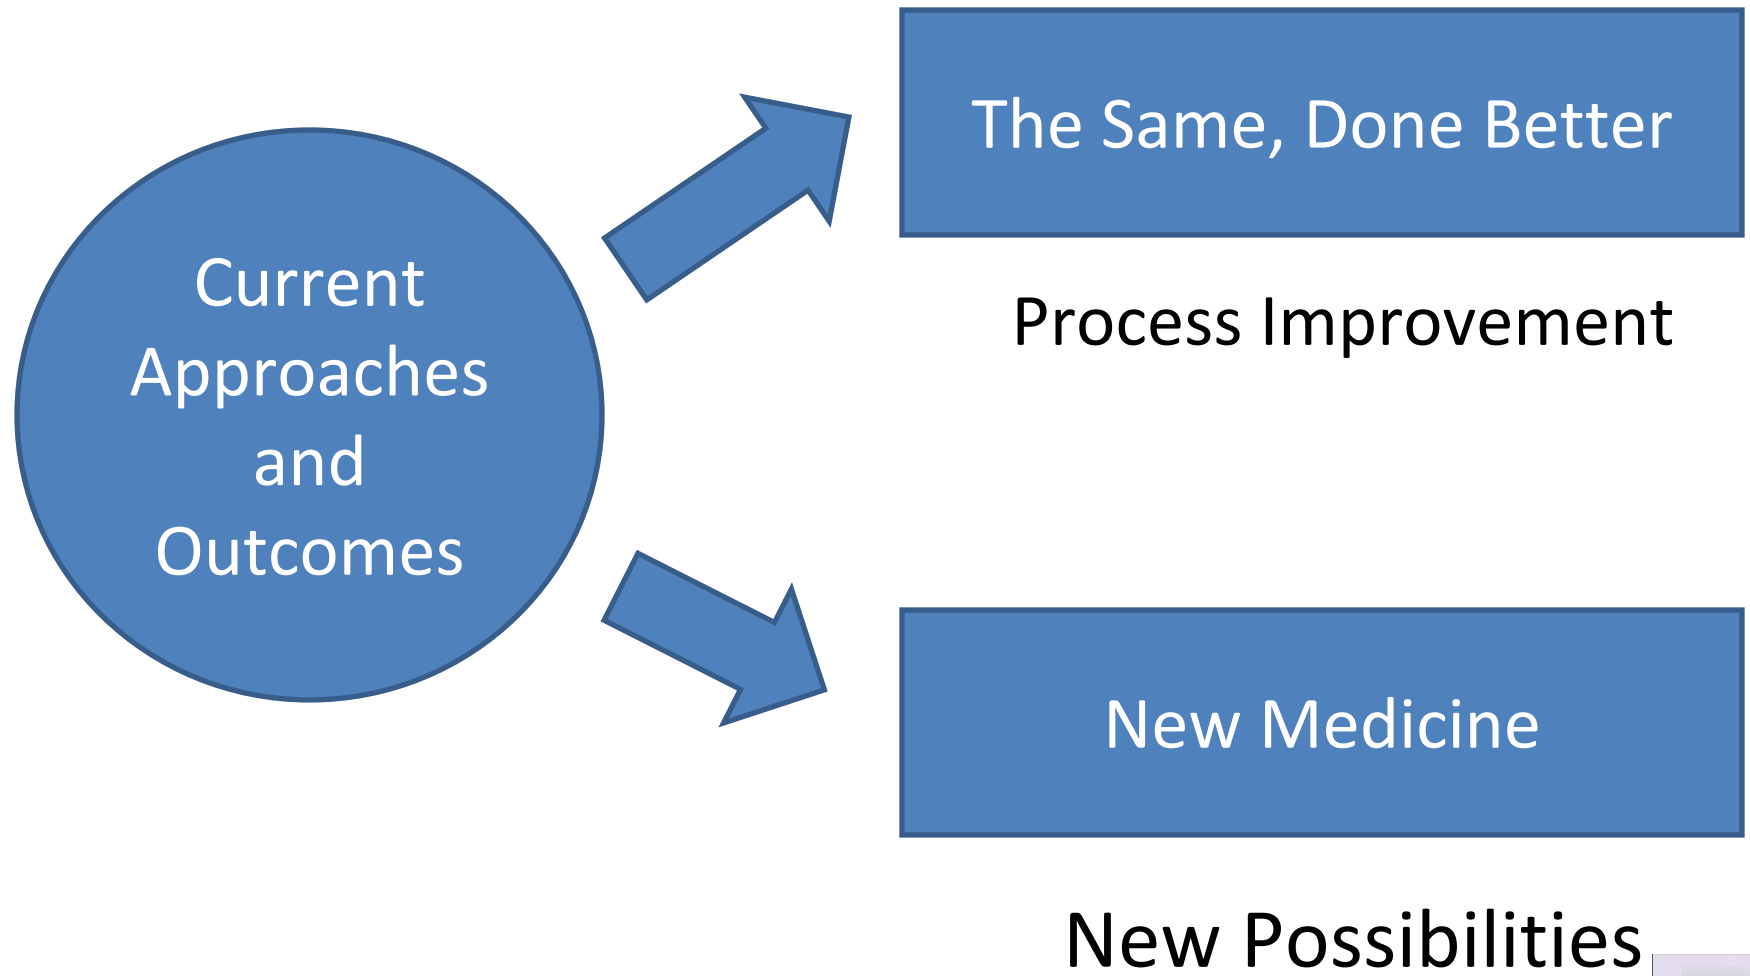 Current
Approaches
and
Outcomes
The Same, Done Better
Process Improvement
New Medicine
New Possibilities